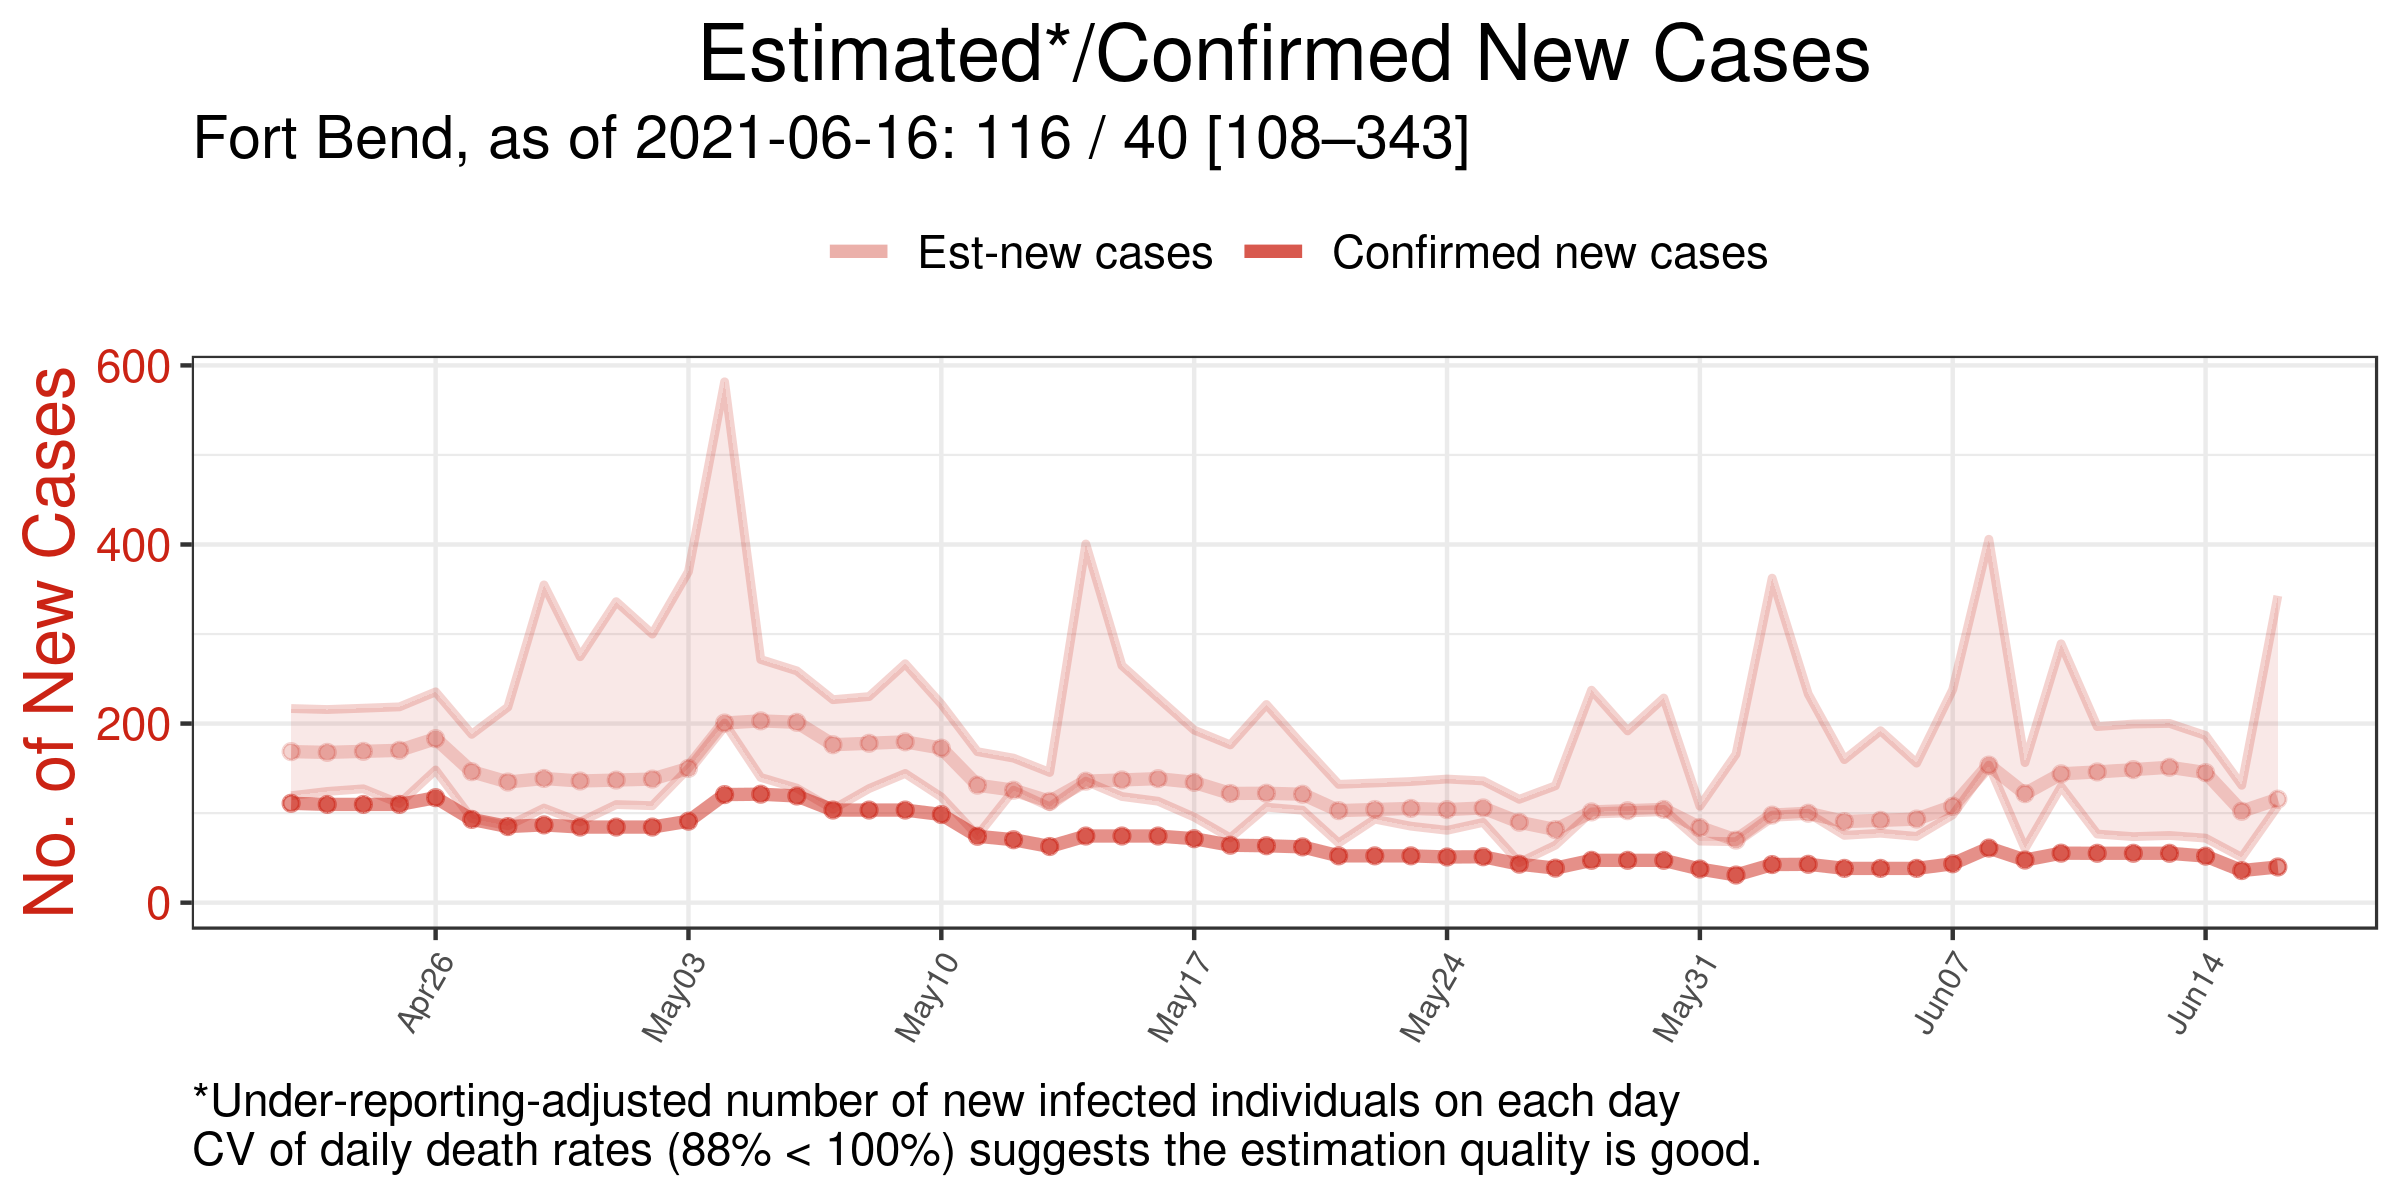 Estimated*/Confirmed New Cases
Fort Bend, as of 2021-06-16: 116 / 40 [108–343]
Est-new cases
Confirmed new cases
No. of New Cases
600
400
200
0
Apr26
May03
May10
May17
May24
May31
Jun07
Jun14
*Under-reporting-adjusted number of new infected individuals on each day
CV of daily death rates (88% < 100%) suggests the estimation quality is good.